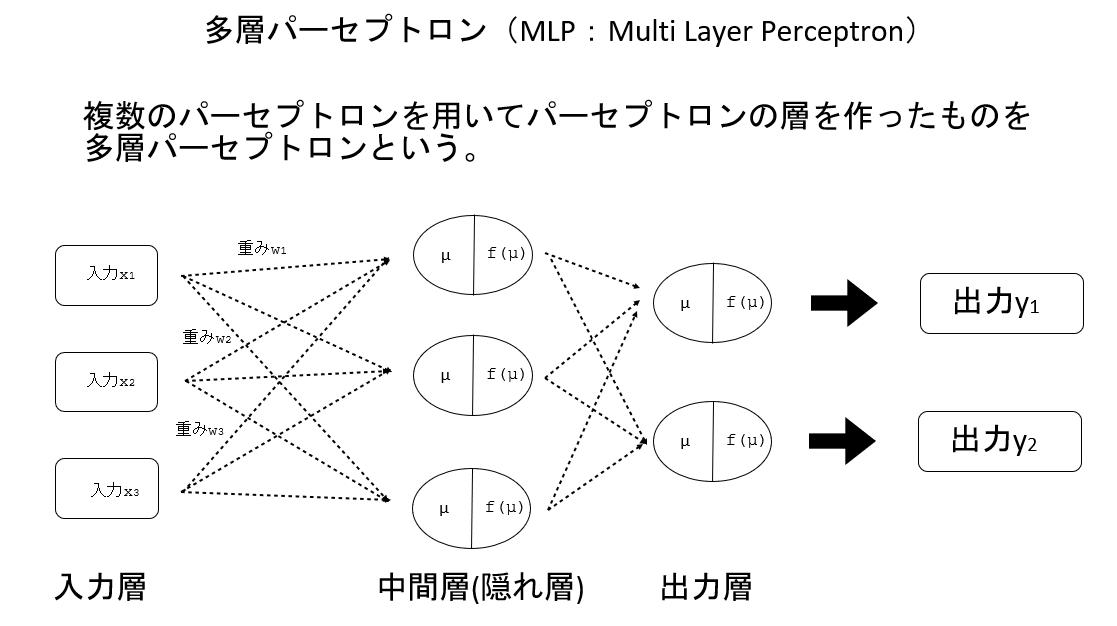 多層パーセプトロン（MLP：Multi Layer Perceptron）
複数のパーセプトロンを用いてパーセプトロンの層を作ったものを
多層パーセプトロンという。
重みw1
入力x1
μ
f(μ)
μ
f(μ)
出力y1
重みw2
入力x2
μ
f(μ)
重みw3
μ
f(μ)
出力y2
入力x3
μ
f(μ)
入力層
中間層(隠れ層)
出力層